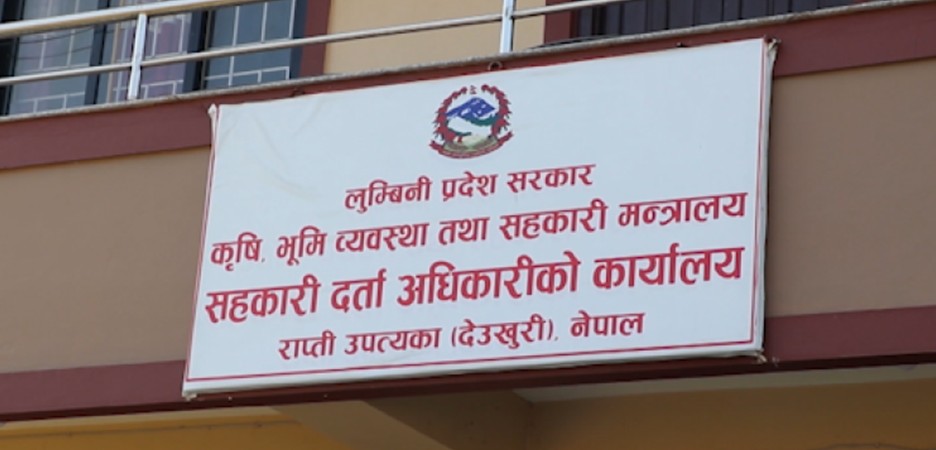 लुम्बिनी प्रदेश सरकार
कृषि, भूमि व्यवस्था तथा सहकारी मन्त्रालय
सहकारी दर्ता अधिकारीको कार्यालय
राप्ती उपत्यका (देउखुरी), नेपाल